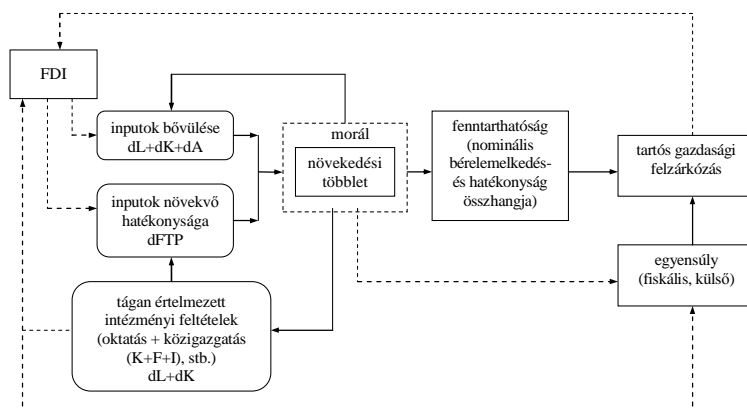 FDI
inputok bővülése
dL+dK+dA
inputok növekvő
hatékonysága
dFTP
tágan értelmezett
intézményi feltételek
(oktatás + közigazgatás
(K+F+I), stb.)
dL+dK
morál
növekedési
többlet
fenntarthatóság
(nominális
bérelemelkedés-
és hatékonyság
összhangja)
tartós gazdasági
felzárkózás
egyensúly
(fiskális, külső)